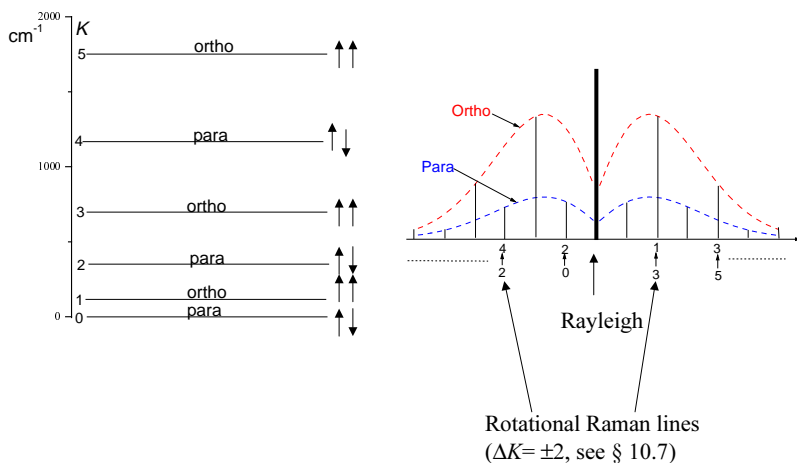 2000
cm-1
K
5
ortho
4
para
1000
3
ortho
2
para
ortho
1
para
0
0
Ortho
Para
4
2
1
3
2
0
3
5
Rayleigh
Rotational Raman lines
(ΔK= ±2, see § 10.7)